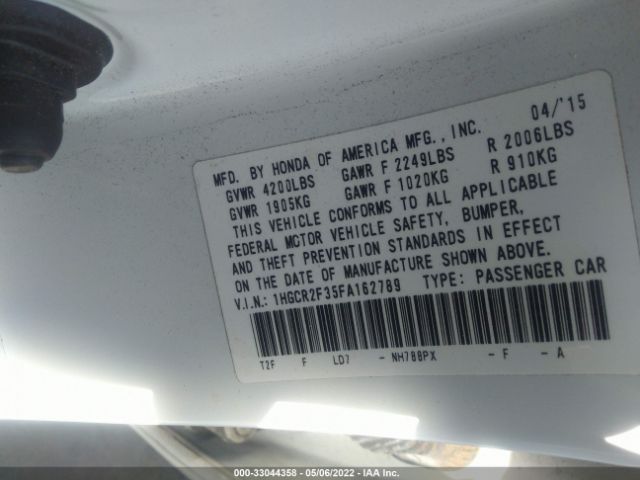 04/'15
MFD. BY HONDA OF AMERICA MFG., INC.
GVWR 4200LBS GAWR F 2249LBS R 2006LBS
GVWR 1905KG GAWR F 1020KG R 910KG
THIS VEHICLE CONFORMS TO ALL APPLICABLE
FEDERAL MOTOR VEHICLE SAFETY, BUMPER,
AND THEFT PREVENTION STANDARDS IN EFFECT
ON THE DATE OF MANUFACTURE SHOWN ABOVE.
V.I.N.: 1HGCR2F35FA162789 TYPE: PASSENGER CAR
T2F F LD7 - NH788PX - F - A
000-33044358 - 05/06/2022 - IAA Inc.